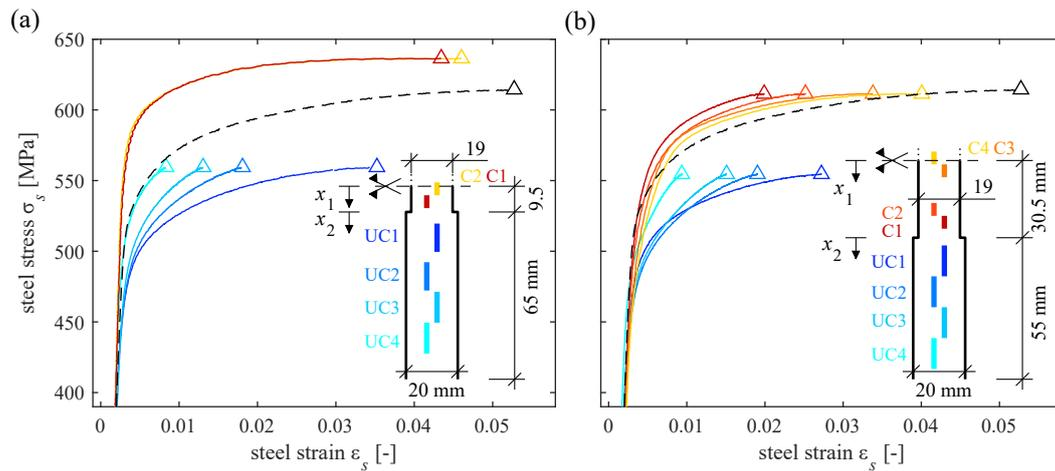 (a)
650
600
550
500
450
400
steel stress σs [MPa]
0
0.01
0.02
0.03
0.04
0.05
steel strain εs [-]
19
C2 C1
x1
x2
9.5
UC1
UC2
UC3
UC4
65 mm
20 mm
(b)
0
0.01
0.02
0.03
0.04
0.05
steel strain εs [-]
C4 C3
x1
19
C2
C1
30.5 mm
x2
UC1
UC2
UC3
UC4
55 mm
20 mm